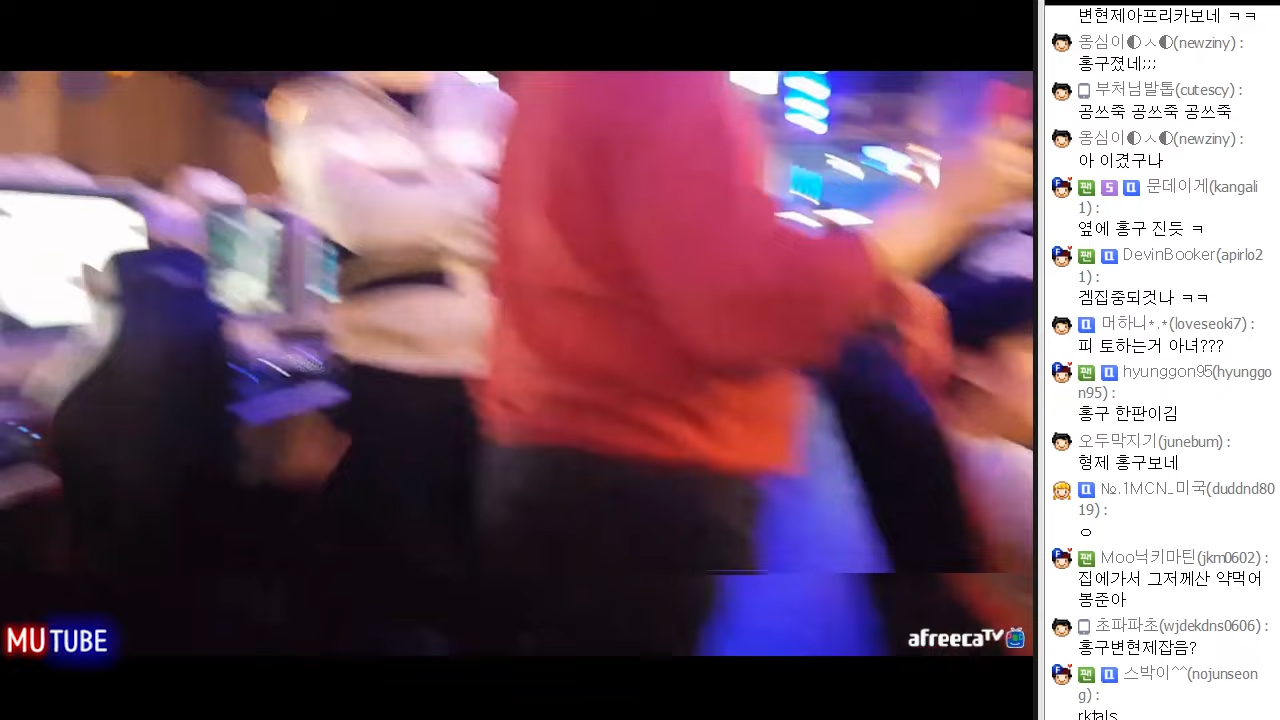 MUTUBE
afreecaTV
변현제아프리카보네 ㅋㅋ
옹심이◐ㅅ◐(newziny) :
홍구졌네;;;
부처님발톱(cutescy) :
공쓰죽 공쓰죽 공쓰죽
옹심이◐ㅅ◐(newziny) :
아 이겼구나
팬 S Q 문데이게(kangali
1) :
옆에 홍구 진듯 ㅋ
팬 Q DevinBooker(apirlo2
1) :
겜집중되것나 ㅋㅋ
Q 머하니*.*(loveseoki7) :
피 토하는거 아녀???
팬 Q hyunggon95(hyunggo
n95) :
홍구 한판이김
오두막지기(junebum) :
형제 홍구보네
Q №.1MCN_미국(duddnd80
19) :
ㅇ
팬 Moo닉키마틴(jkm0602) :
집에가서 그저께산 약먹어
봉준아
초파파초(wjdekdns0606) :
홍구변현제잡음?
팬 Q 스박이^^(nojunseon
g) :
rktals